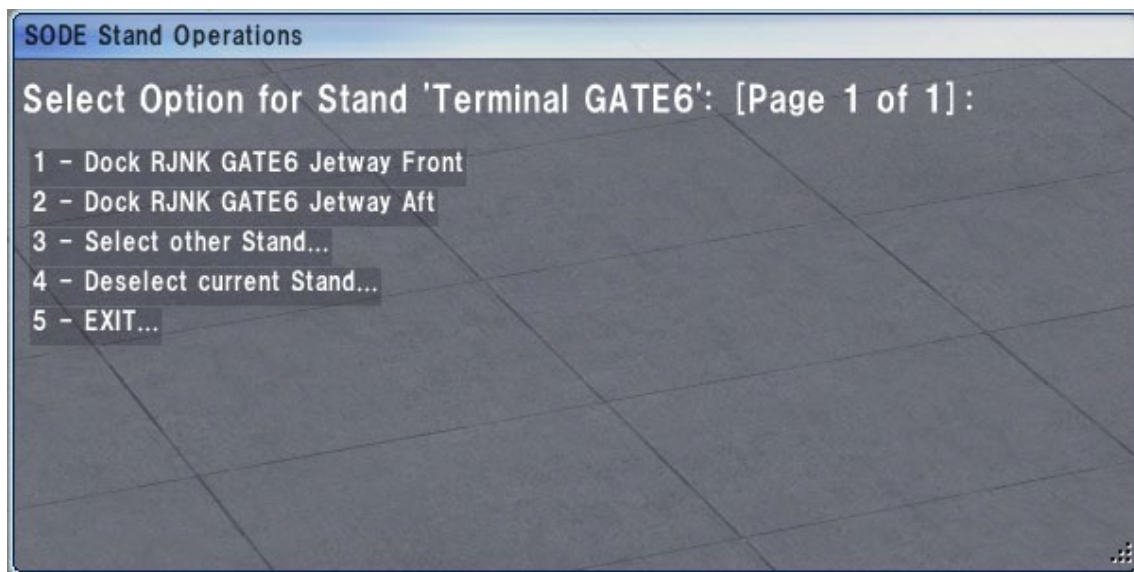 SODE Stand Operations
Select Option for Stand 'Terminal GATE6': [Page 1 of 1]:
1 - Dock RJNK GATE6 Jetway Front
2 - Dock RJNK GATE6 Jetway Aft
3 - Select other Stand...
4 - Deselect current Stand...
5 - EXIT...